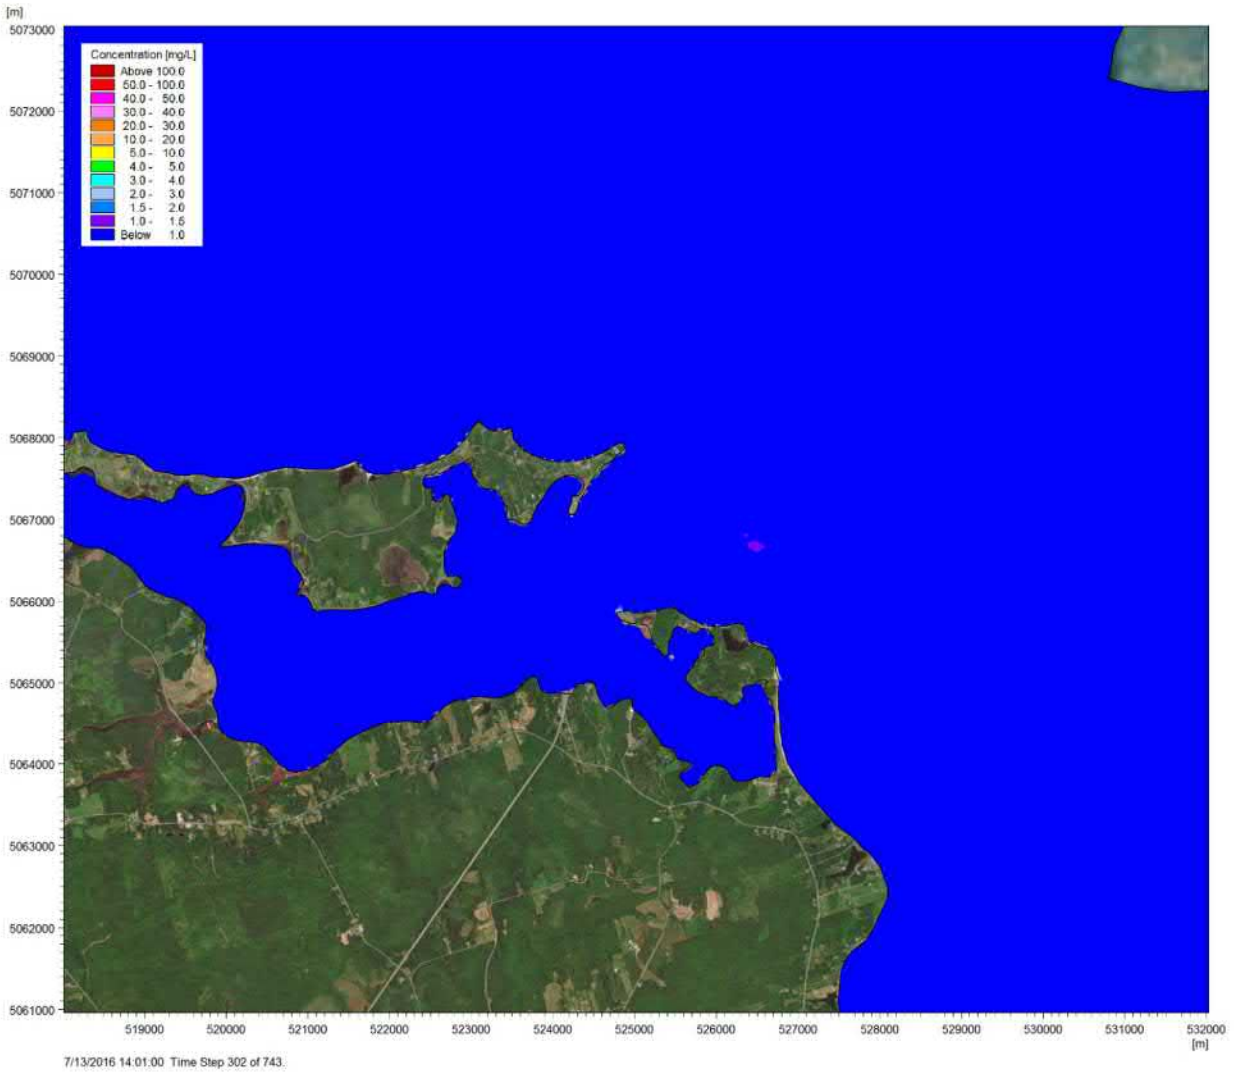 [m]
5073000
Concentration [mg/L]
Above 100.0
50.0 - 100.0
40.0 - 50.0
30.0 - 40.0
20.0 - 30.0
10.0 - 20.0
5.0 - 10.0
4.0 - 5.0
3.0 - 4.0
2.0 - 3.0
1.5 - 2.0
1.0 - 1.5
Below 1.0
5072000
5071000
5070000
5069000
5068000
5067000
5066000
5065000
5064000
5063000
5062000
5061000
519000 520000 521000 522000 523000 524000 525000 526000 527000 528000 529000 530000 531000 532000
[m]
7/13/2016 14:01:00 Time Step 302 of 743.